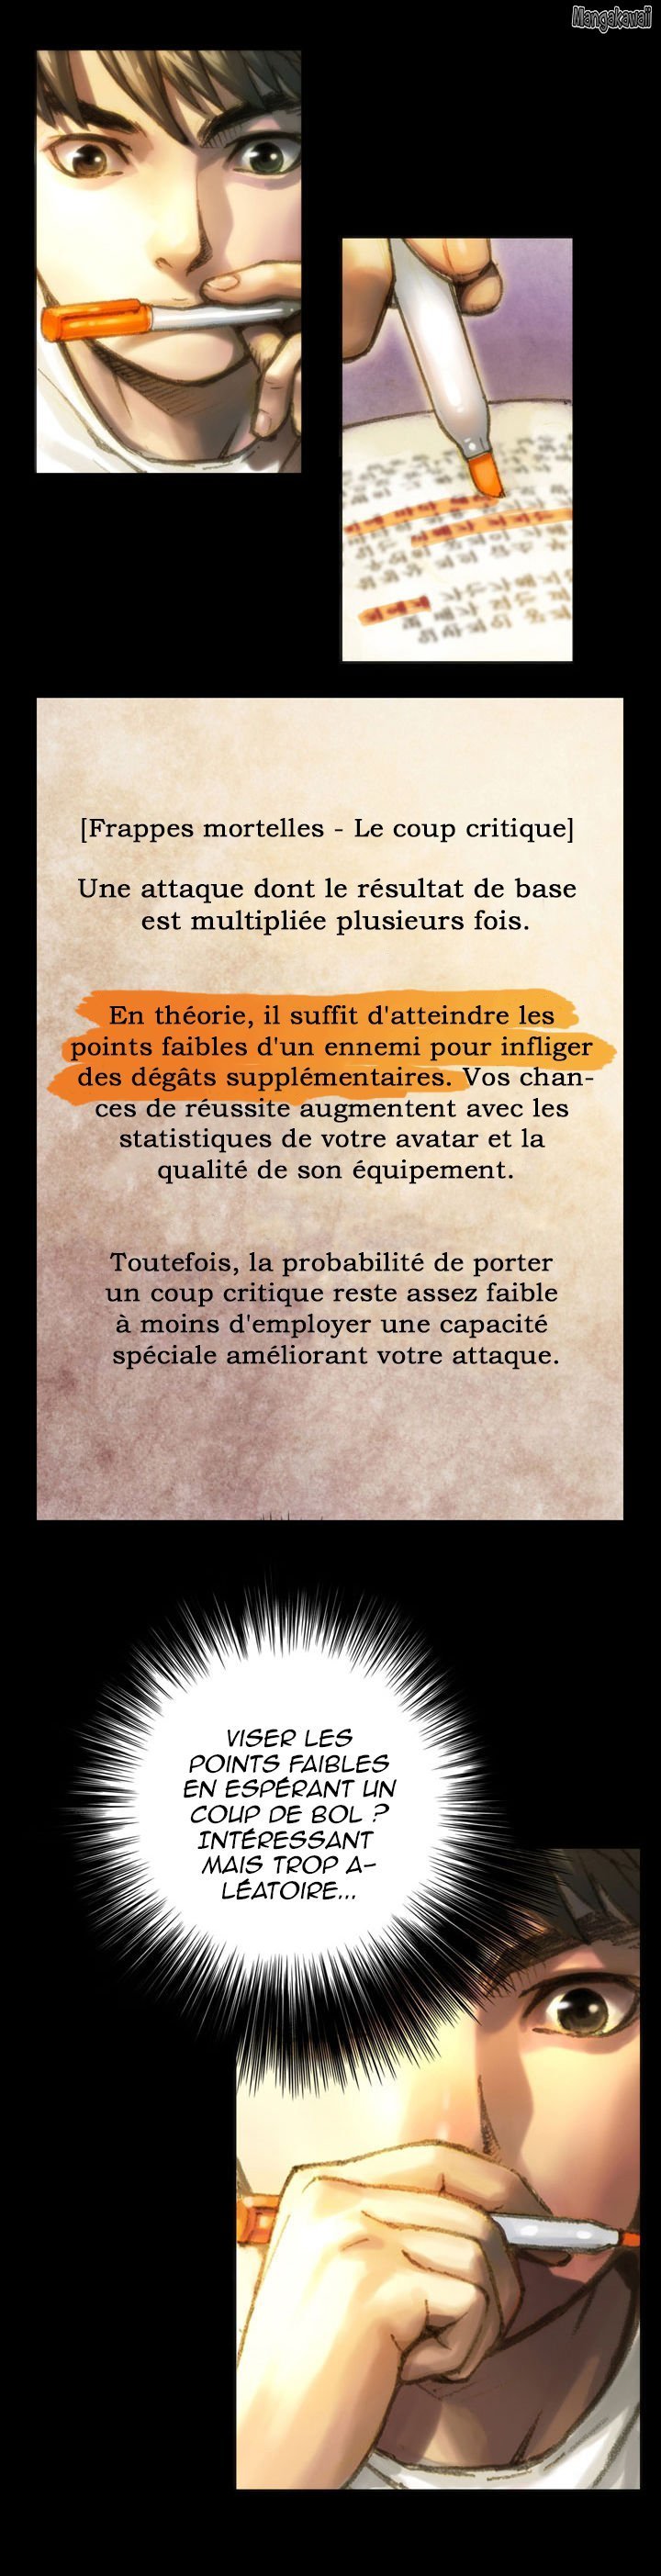 Mangakawaii
[Frappes mortelles - Le coup critique]
Une attaque dont le résultat de base
est multipliée plusieurs fois.
En théorie, il suffit d'atteindre les
points faibles d'un ennemi pour infliger
des dégâts supplémentaires. Vos chan-
ces de réussite augmentent avec les
statistiques de votre avatar et la
qualité de son équipement.
Toutefois, la probabilité de porter
un coup critique reste assez faible
à moins d'employer une capacité
spéciale améliorant votre attaque.
VISER LES
POINTS FAIBLES
EN ESPÉRANT UN
COUP DE BOL ?
INTÉRESSANT
MAIS TROP A-
LÉATOIRE...